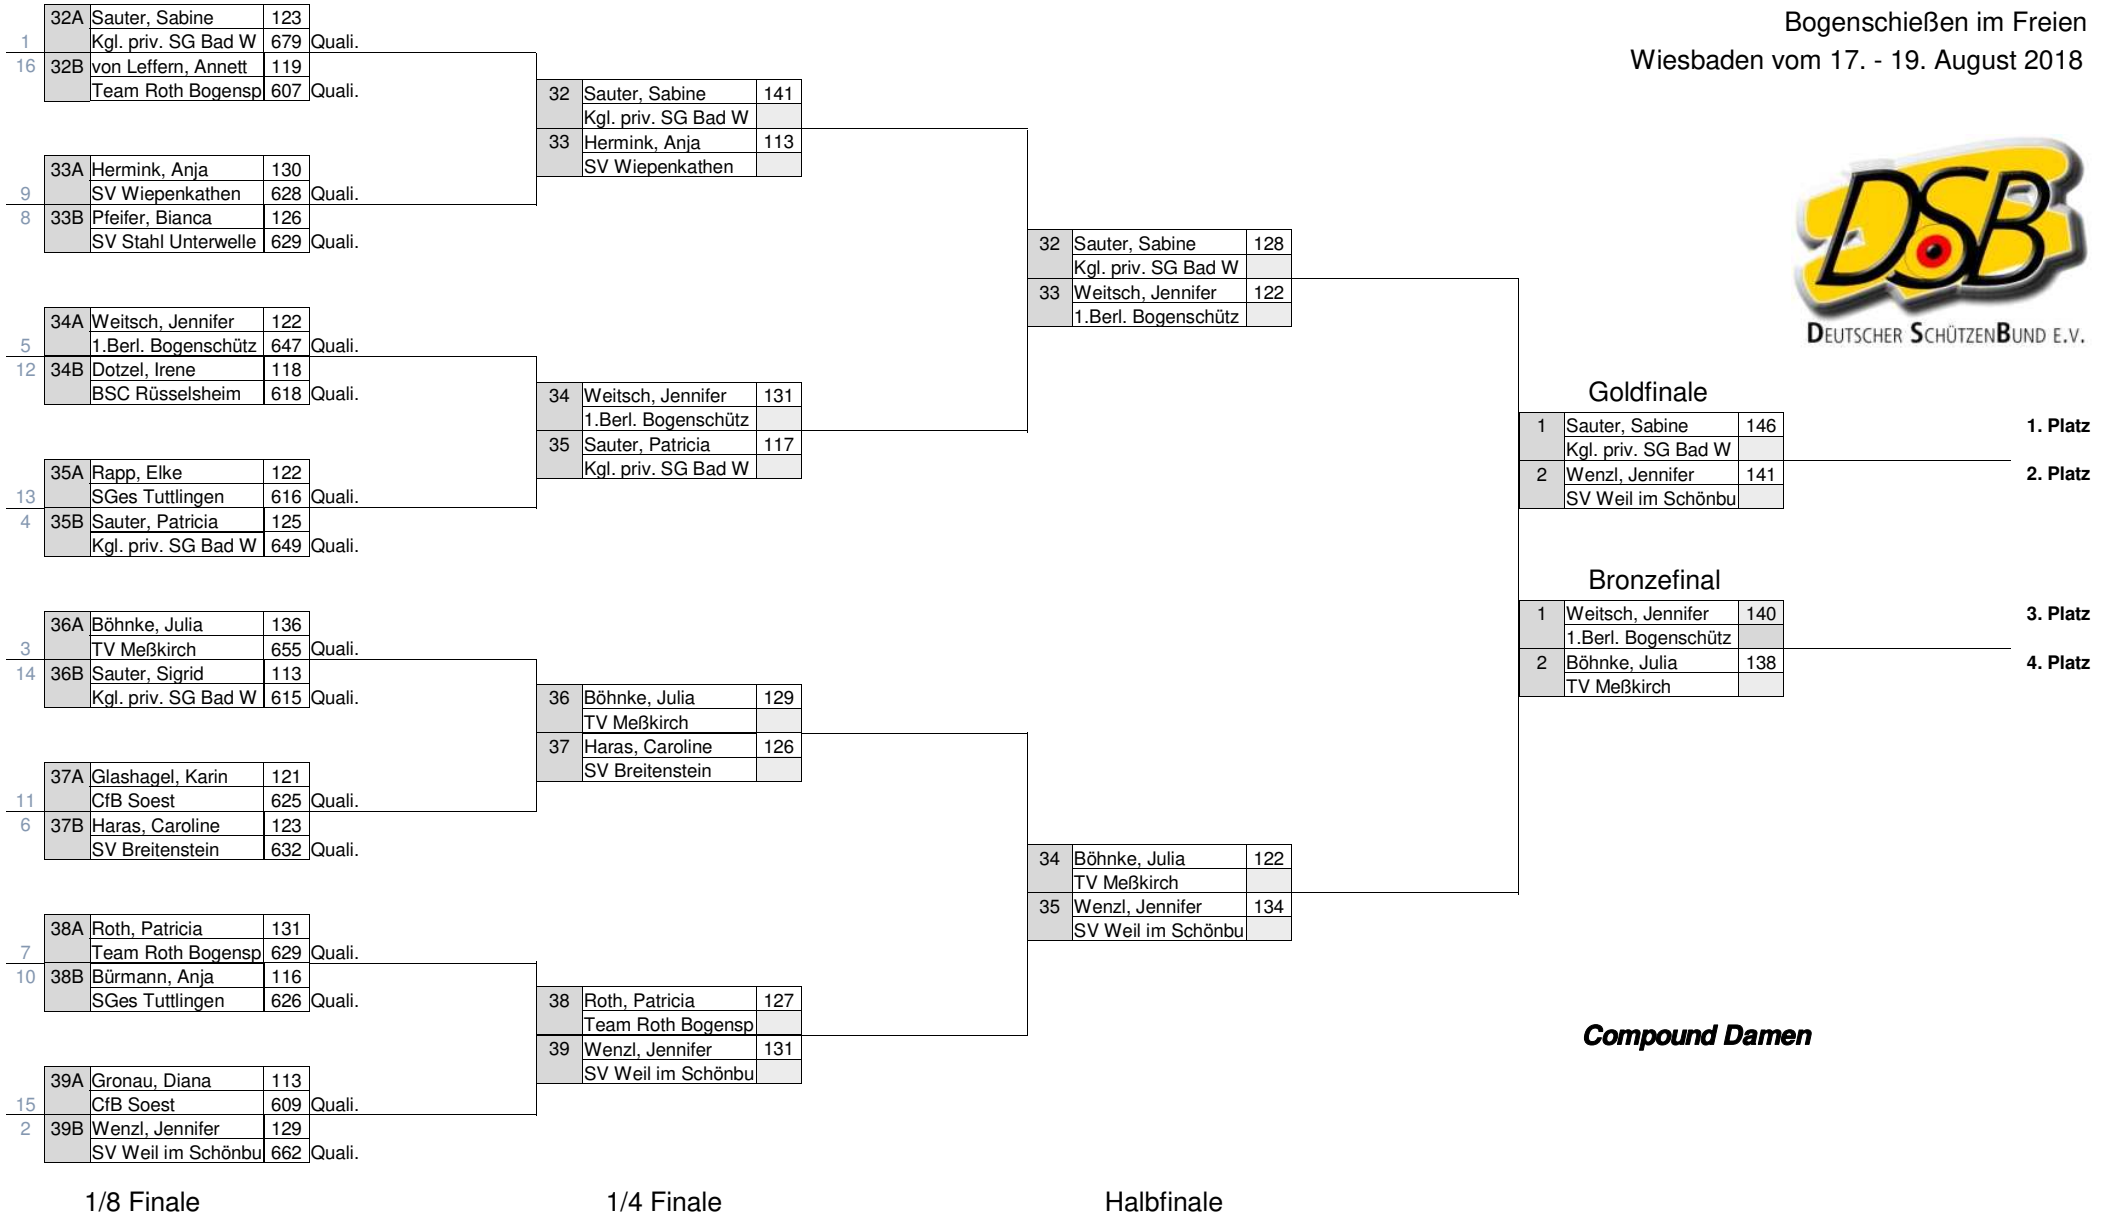 Bogenschießen im Freien
Wiesbaden vom 17. - 19. August 2018
DSB
DEUTSCHER SCHÜTZENBUND E.V.
32A Sauter, Sabine 123
1 Kgl. priv. SG Bad W 679 Quali.
16 32B von Leffern, Annett 119
Team Roth Bogensp 607 Quali.
33A Hermink, Anja 130
9 SV Wiepenkathen 628 Quali.
8 33B Pfeifer, Bianca 126
SV Stahl Unterwelle 629 Quali.
34A Weitsch, Jennifer 122
5 1.Berl. Bogenschütz 647 Quali.
12 34B Dotzel, Irene 118
BSC Rüsselsheim 618 Quali.
35A Rapp, Elke 122
13 SGes Tuttlingen 616 Quali.
4 35B Sauter, Patricia 125
Kgl. priv. SG Bad W 649 Quali.
36A Böhnke, Julia 136
3 TV Meßkirch 655 Quali.
14 36B Sauter, Sigrid 113
Kgl. priv. SG Bad W 615 Quali.
37A Glashagel, Karin 121
11 CfB Soest 625 Quali.
6 37B Haras, Caroline 123
SV Breitenstein 632 Quali.
38A Roth, Patricia 131
7 Team Roth Bogensp 629 Quali.
10 38B Bürmann, Anja 116
SGes Tuttlingen 626 Quali.
39A Gronau, Diana 113
15 CfB Soest 609 Quali.
2 39B Wenzl, Jennifer 129
SV Weil im Schönbu 662 Quali.
1/8 Finale
32 Sauter, Sabine 141
Kgl. priv. SG Bad W
33 Hermink, Anja 113
SV Wiepenkathen
34 Weitsch, Jennifer 131
1.Berl. Bogenschütz
35 Sauter, Patricia 117
Kgl. priv. SG Bad W
36 Böhnke, Julia 129
TV Meßkirch
37 Haras, Caroline 126
SV Breitenstein
38 Roth, Patricia 127
Team Roth Bogensp
39 Wenzl, Jennifer 131
SV Weil im Schönbu
1/4 Finale
32 Sauter, Sabine 128
Kgl. priv. SG Bad W
33 Weitsch, Jennifer 122
1.Berl. Bogenschütz
34 Böhnke, Julia 122
TV Meßkirch
35 Wenzl, Jennifer 134
SV Weil im Schönbu
Halbfinale
Goldfinale
1 Sauter, Sabine 146 1. Platz
Kgl. priv. SG Bad W
2 Wenzl, Jennifer 141 2. Platz
SV Weil im Schönbu
Bronzefinal
1 Weitsch, Jennifer 140 3. Platz
1.Berl. Bogenschütz
2 Böhnke, Julia 138 4. Platz
TV Meßkirch
Compound Damen